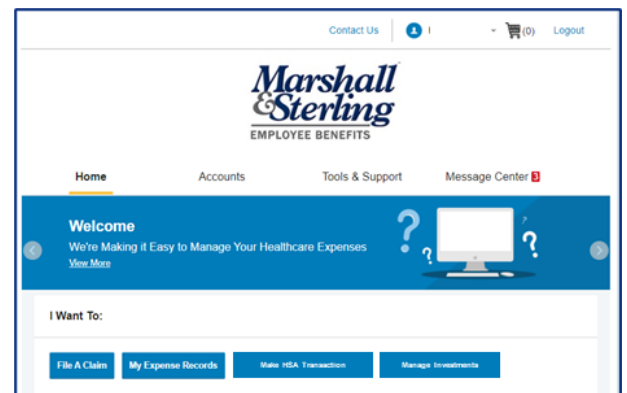 Contact Us (0) Logout
Marshall
&Sterling
EMPLOYEE BENEFITS
Home Accounts Tools & Support Message Center 3
Welcome
We're Making it Easy to Manage Your Healthcare Expenses
View More
I Want To:
File A Claim My Expense Records Make HSA Transaction Manage Investments